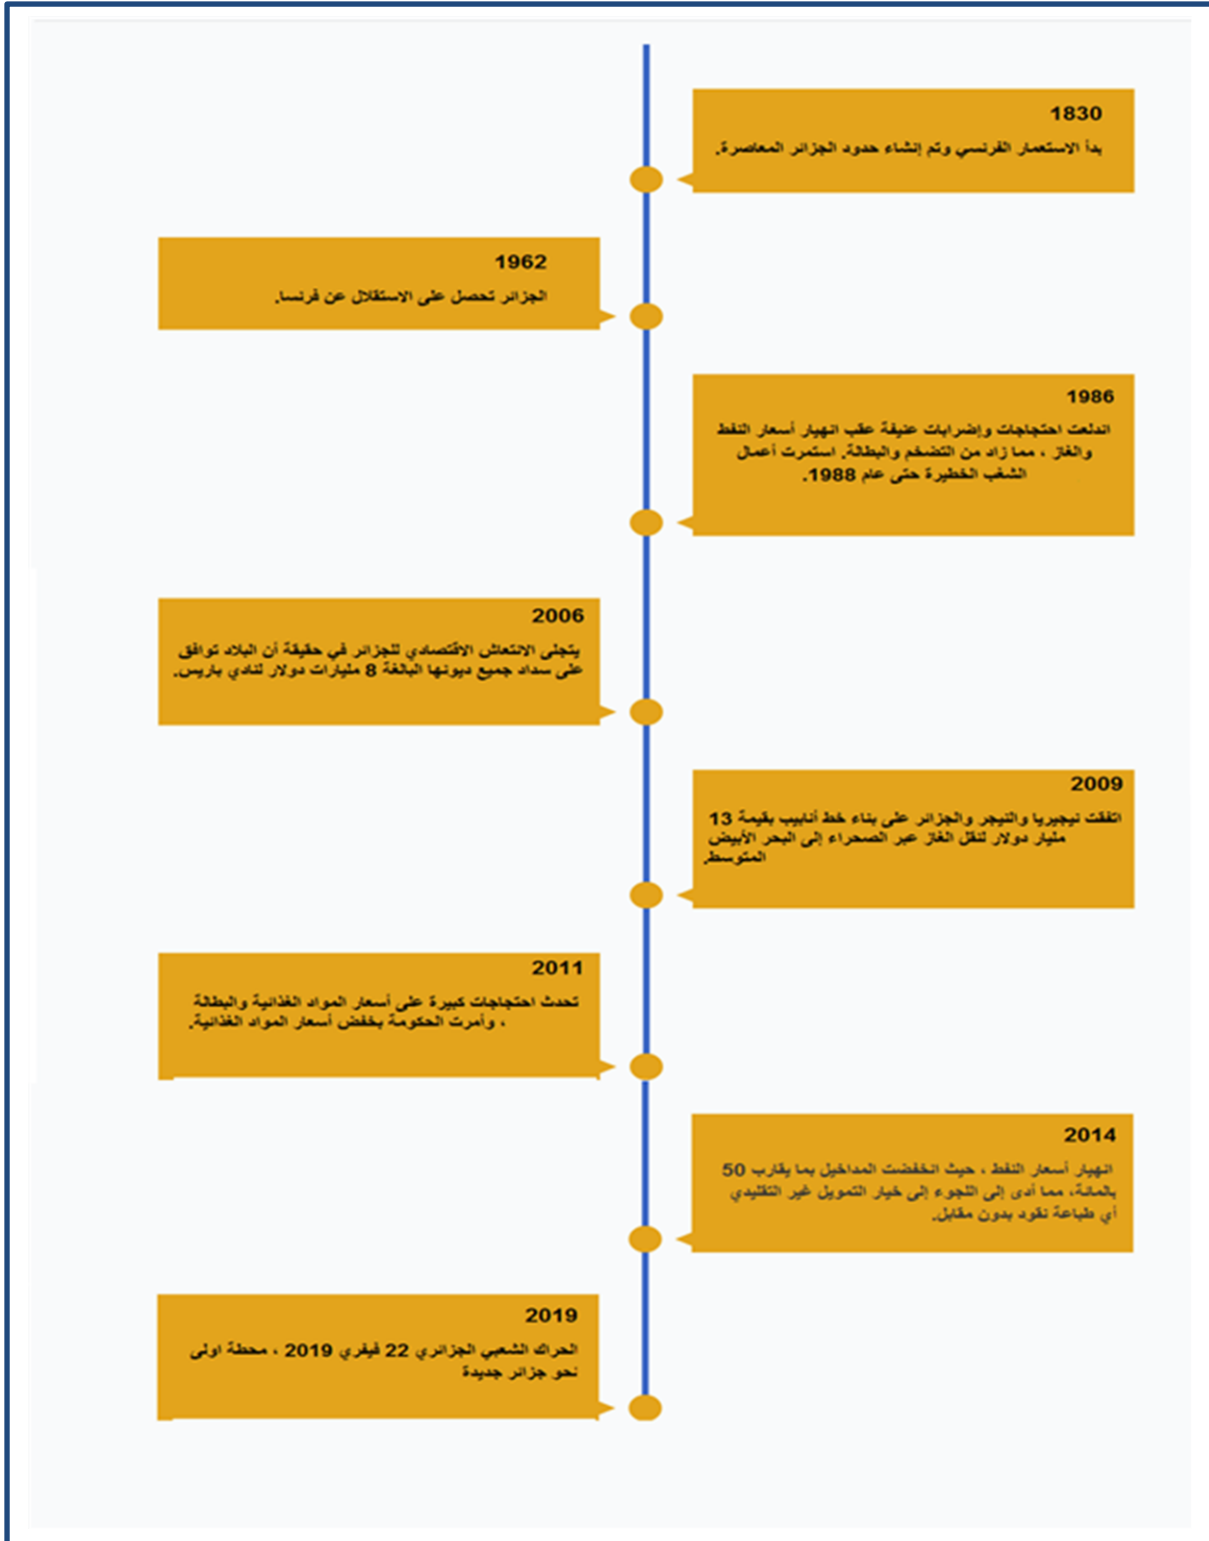 1830
بدأ الاستعمار الفرنسي وتم إنشاء حدود الجزائر المعاصرة.
1962
الجزائر تحصل على الاستقلال عن فرنسا.
1986
اندلعت احتجاجات وإضرابات عنيفة عقب انهيار أسعار النفط
والغاز ، مما زاد من التضخم والبطالة. استمرت أعمال
الشغب الخطيرة حتى عام 1988.
2006
يتجلى الانتعاش الاقتصادي للجزائر في حقيقة أن البلاد توافق
على سداد جميع ديونها البالغة 8 مليارات دولار لنادي باريس.
2009
اتفقت نيجيريا والنيجر والجزائر على بناء خط أنابيب بقيمة 13
مليار دولار لنقل الغاز عبر الصحراء إلى البحر الأبيض
المتوسط.
2011
تحدث احتجاجات كبيرة على أسعار المواد الغذائية والبطالة
، وأمرت الحكومة بخفض أسعار المواد الغذائية.
2014
انهيار أسعار النفط ، حيث انخفضت المداخيل بما يقارب 50
بالمائة، مما أدى إلى اللجوء إلى خيار التمويل غير التقليدي
أي طباعة نقود بدون مقابل.
2019
الحراك الشعبي الجزائري 22 فيفري 2019 ، محطة اولى
نحو جزائر جديدة